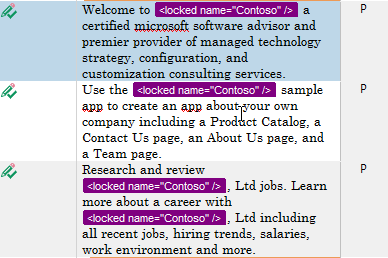 Welcome to <locked name="Contoso" /> a P
certified microsoft software advisor and
premier provider of managed technology
strategy, configuration, and
customization consulting services.
Use the <locked name="Contoso" /> sample P
app to create an app about your own
company including a Product Catalog, a
Contact Us page, an About Us page, and
a Team page.
Research and review P
<locked name="Contoso" />, Ltd jobs. Learn
more about a career with
<locked name="Contoso" />, Ltd including
all recent jobs, hiring trends, salaries,
work environment and more.